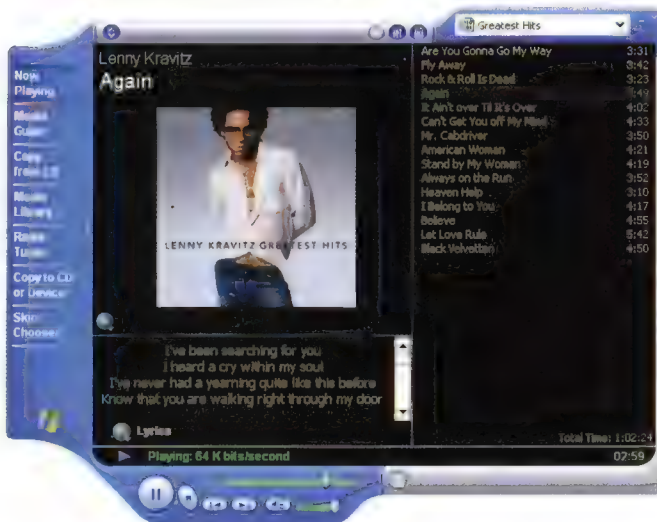 Greatest Hits
Lenny Kravitz
Again
Now
Playing
Media
Guide
Copy
from CD
Media
Library
Radio
Tuner
Copy to CD
or Device
Skin
Chooser
LENNY KRAVITZ GREATEST HITS
I've been searching for you
I heard a cry within my soul
I've never had a yearning quite like this before
Know that you are walking right through my door
Lyrics
Are You Gonna Go My Way 3:31
Fly Away 3:42
Rock & Roll Is Dead 3:23
Again 3:49
It Ain't over Til It's Over 4:02
Can't Get You off My Mind 4:33
Mr. Cabdriver 3:50
American Woman 4:21
Stand by My Woman 4:19
Always on the Run 3:52
Heaven Help 3:10
I Belong to You 4:17
Believe 4:55
Let Love Rule 5:42
Black Velveteen 4:50
Total Time: 1:02:24
Playing: 64 K bits/second 02:59